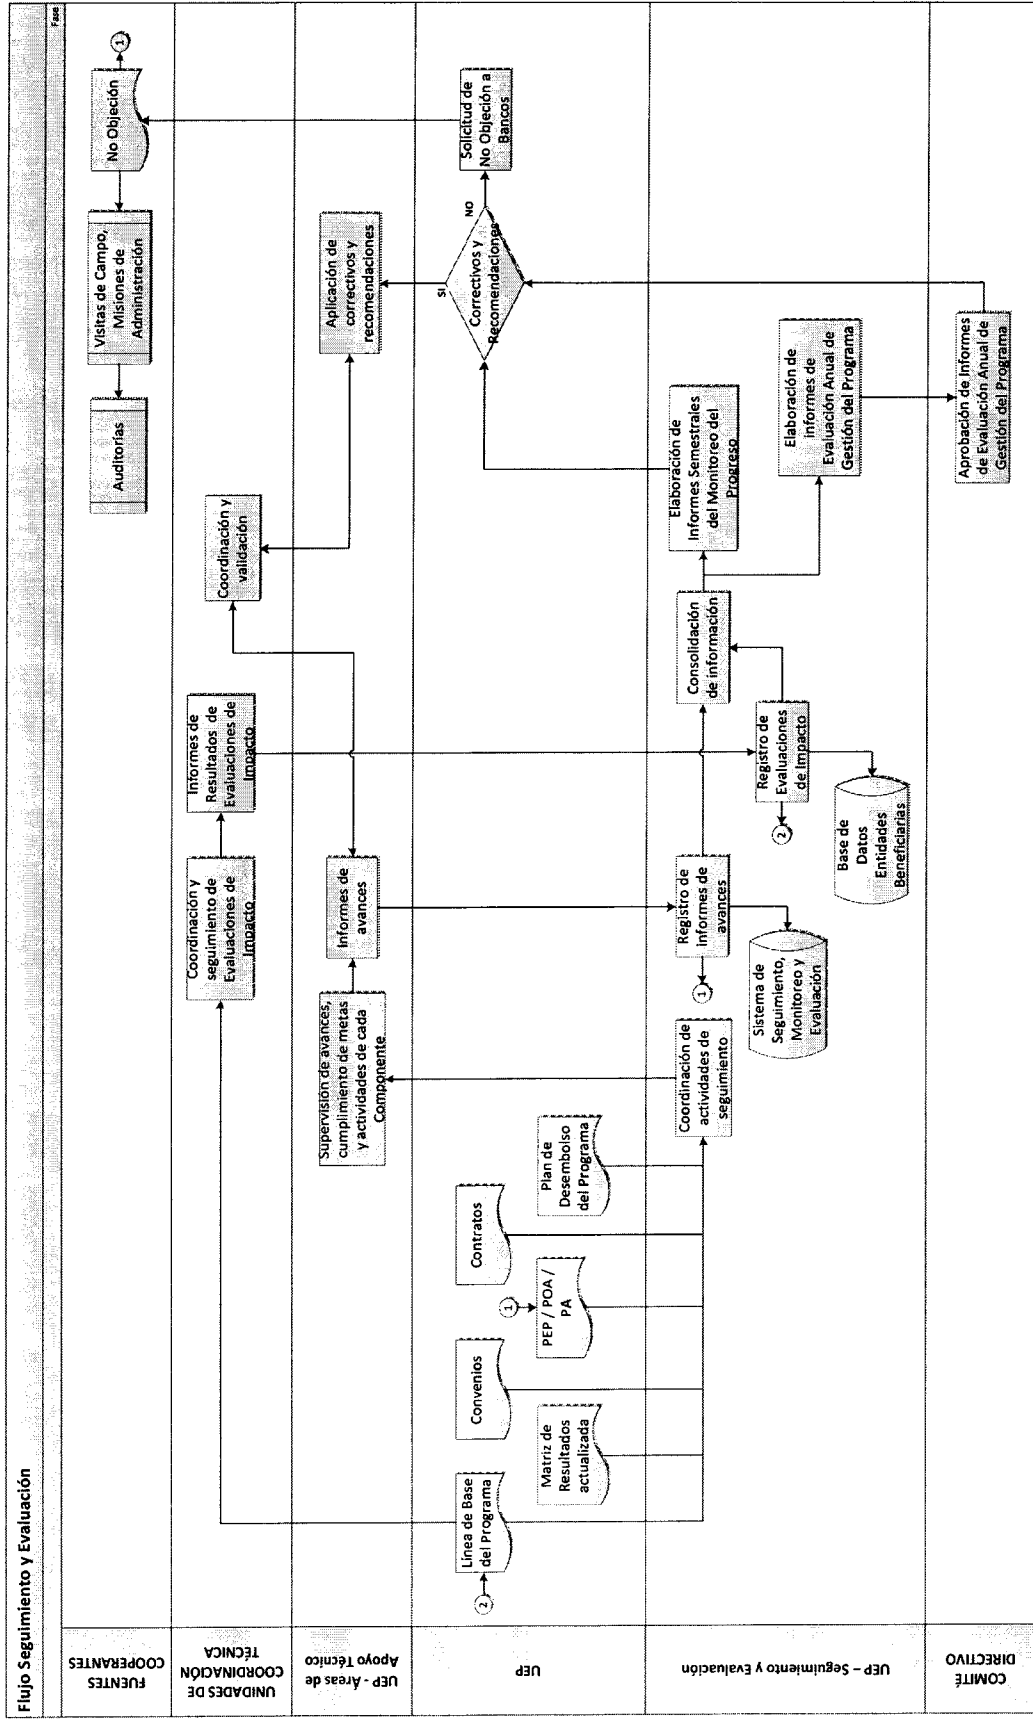 Flujo Seguimiento y Evaluación
Fase
FUENTES
COOPERANTES
No Objeción
1
Visitas de Campo,
Misiones de
Administración
Auditorías
UNIDADES DE
COORDINACIÓN
TÉCNICA
Coordinación y
seguimiento de
Evaluaciones de
Impacto
Informes de
Resultados de
Evaluaciones de
Impacto
Coordinación y
validación
UEP - Áreas de
Apoyo Técnico
Supervisión de avances,
cumplimiento de metas
y actividades de cada
Componente
Informes de
avances
Aplicación de
correctivos y
recomendaciones
UEP
2
Línea de Base
del Programa
Matriz de
Resultados
actualizada
Convenios
1
PEP / POA /
PA
Contratos
Plan de
Desembolso
del Programa
SI
Correctivos y
Recomendaciones
NO
Solicitud de
No Objeción a
Bancos
UEP – Seguimiento y Evaluación
Coordinación de
actividades de
seguimiento
1
Registro de
Informes de
avances
Sistema de
Seguimiento,
Monitoreo y
Evaluación
Consolidación
de información
2
Registro de
Evaluaciones
de Impacto
Base de
Datos
Entidades
Beneficiarias
Elaboración de
Informes Semestrales
del Monitoreo del
Progreso
Elaboración de
informes de
Evaluación Anual de
Gestión del Programa
COMITÉ
DIRECTIVO
Aprobación de Informes
de Evaluación Anual de
Gestión del Programa